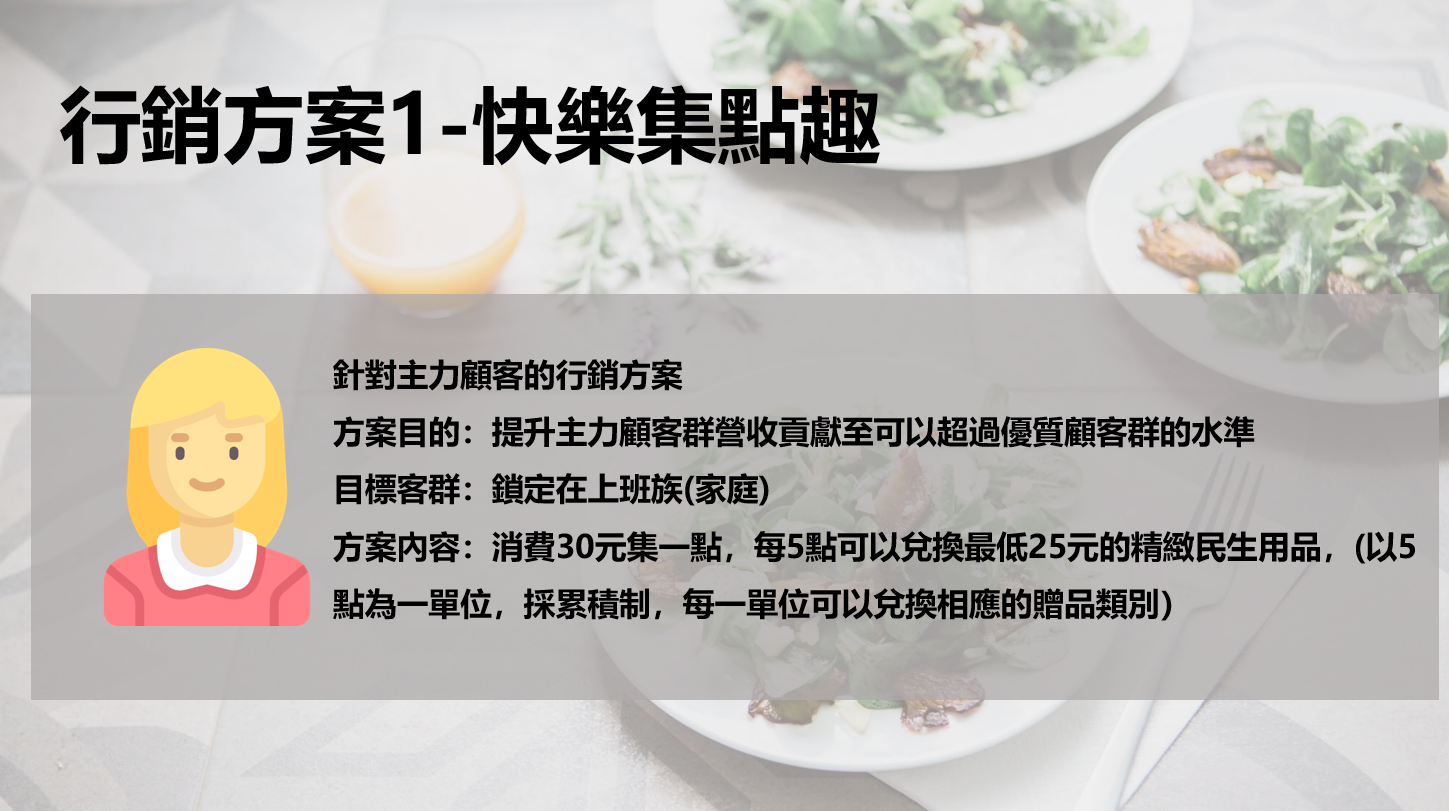 行銷方案1-快樂集點趣
針對主力顧客的行銷方案
方案目的：提升主力顧客群營收貢獻至可以超過優質顧客群的水準
目標客群：鎖定在上班族(家庭)
方案內容：消費30元集一點，每5點可以兌換最低25元的精緻民生用品，(以5
點為一單位，採累積制，每一單位可以兌換相應的贈品類別)